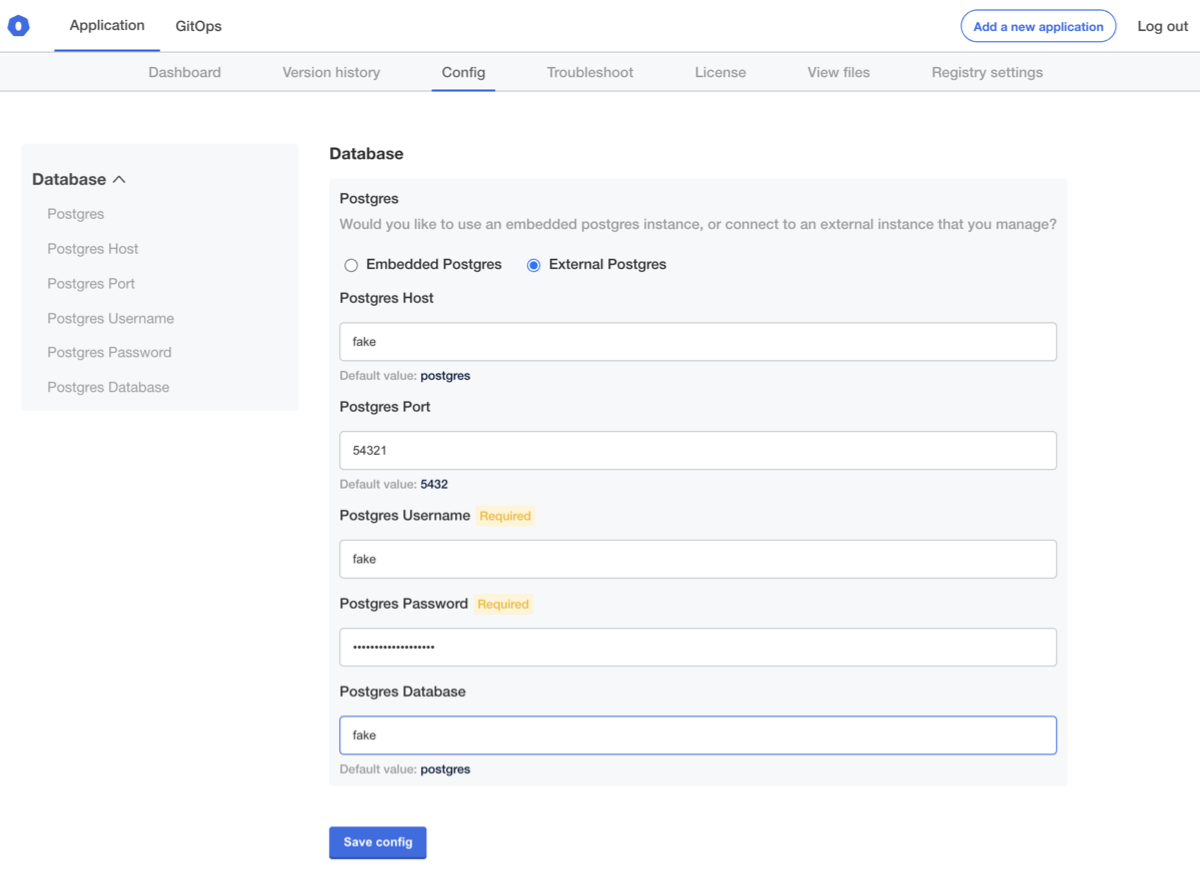 Application GitOps Add a new application Log out
Dashboard Version history Config Troubleshoot License View files Registry settings
Database
Postgres
Postgres Host
Postgres Port
Postgres Username
Postgres Password
Postgres Database
Database
Postgres
Would you like to use an embedded postgres instance, or connect to an external instance that you manage?
Embedded Postgres External Postgres
Postgres Host
fake
Default value: postgres
Postgres Port
54321
Default value: 5432
Postgres Username Required
fake
Postgres Password Required
•••••••••••••••••••
Postgres Database
fake
Default value: postgres
Save config